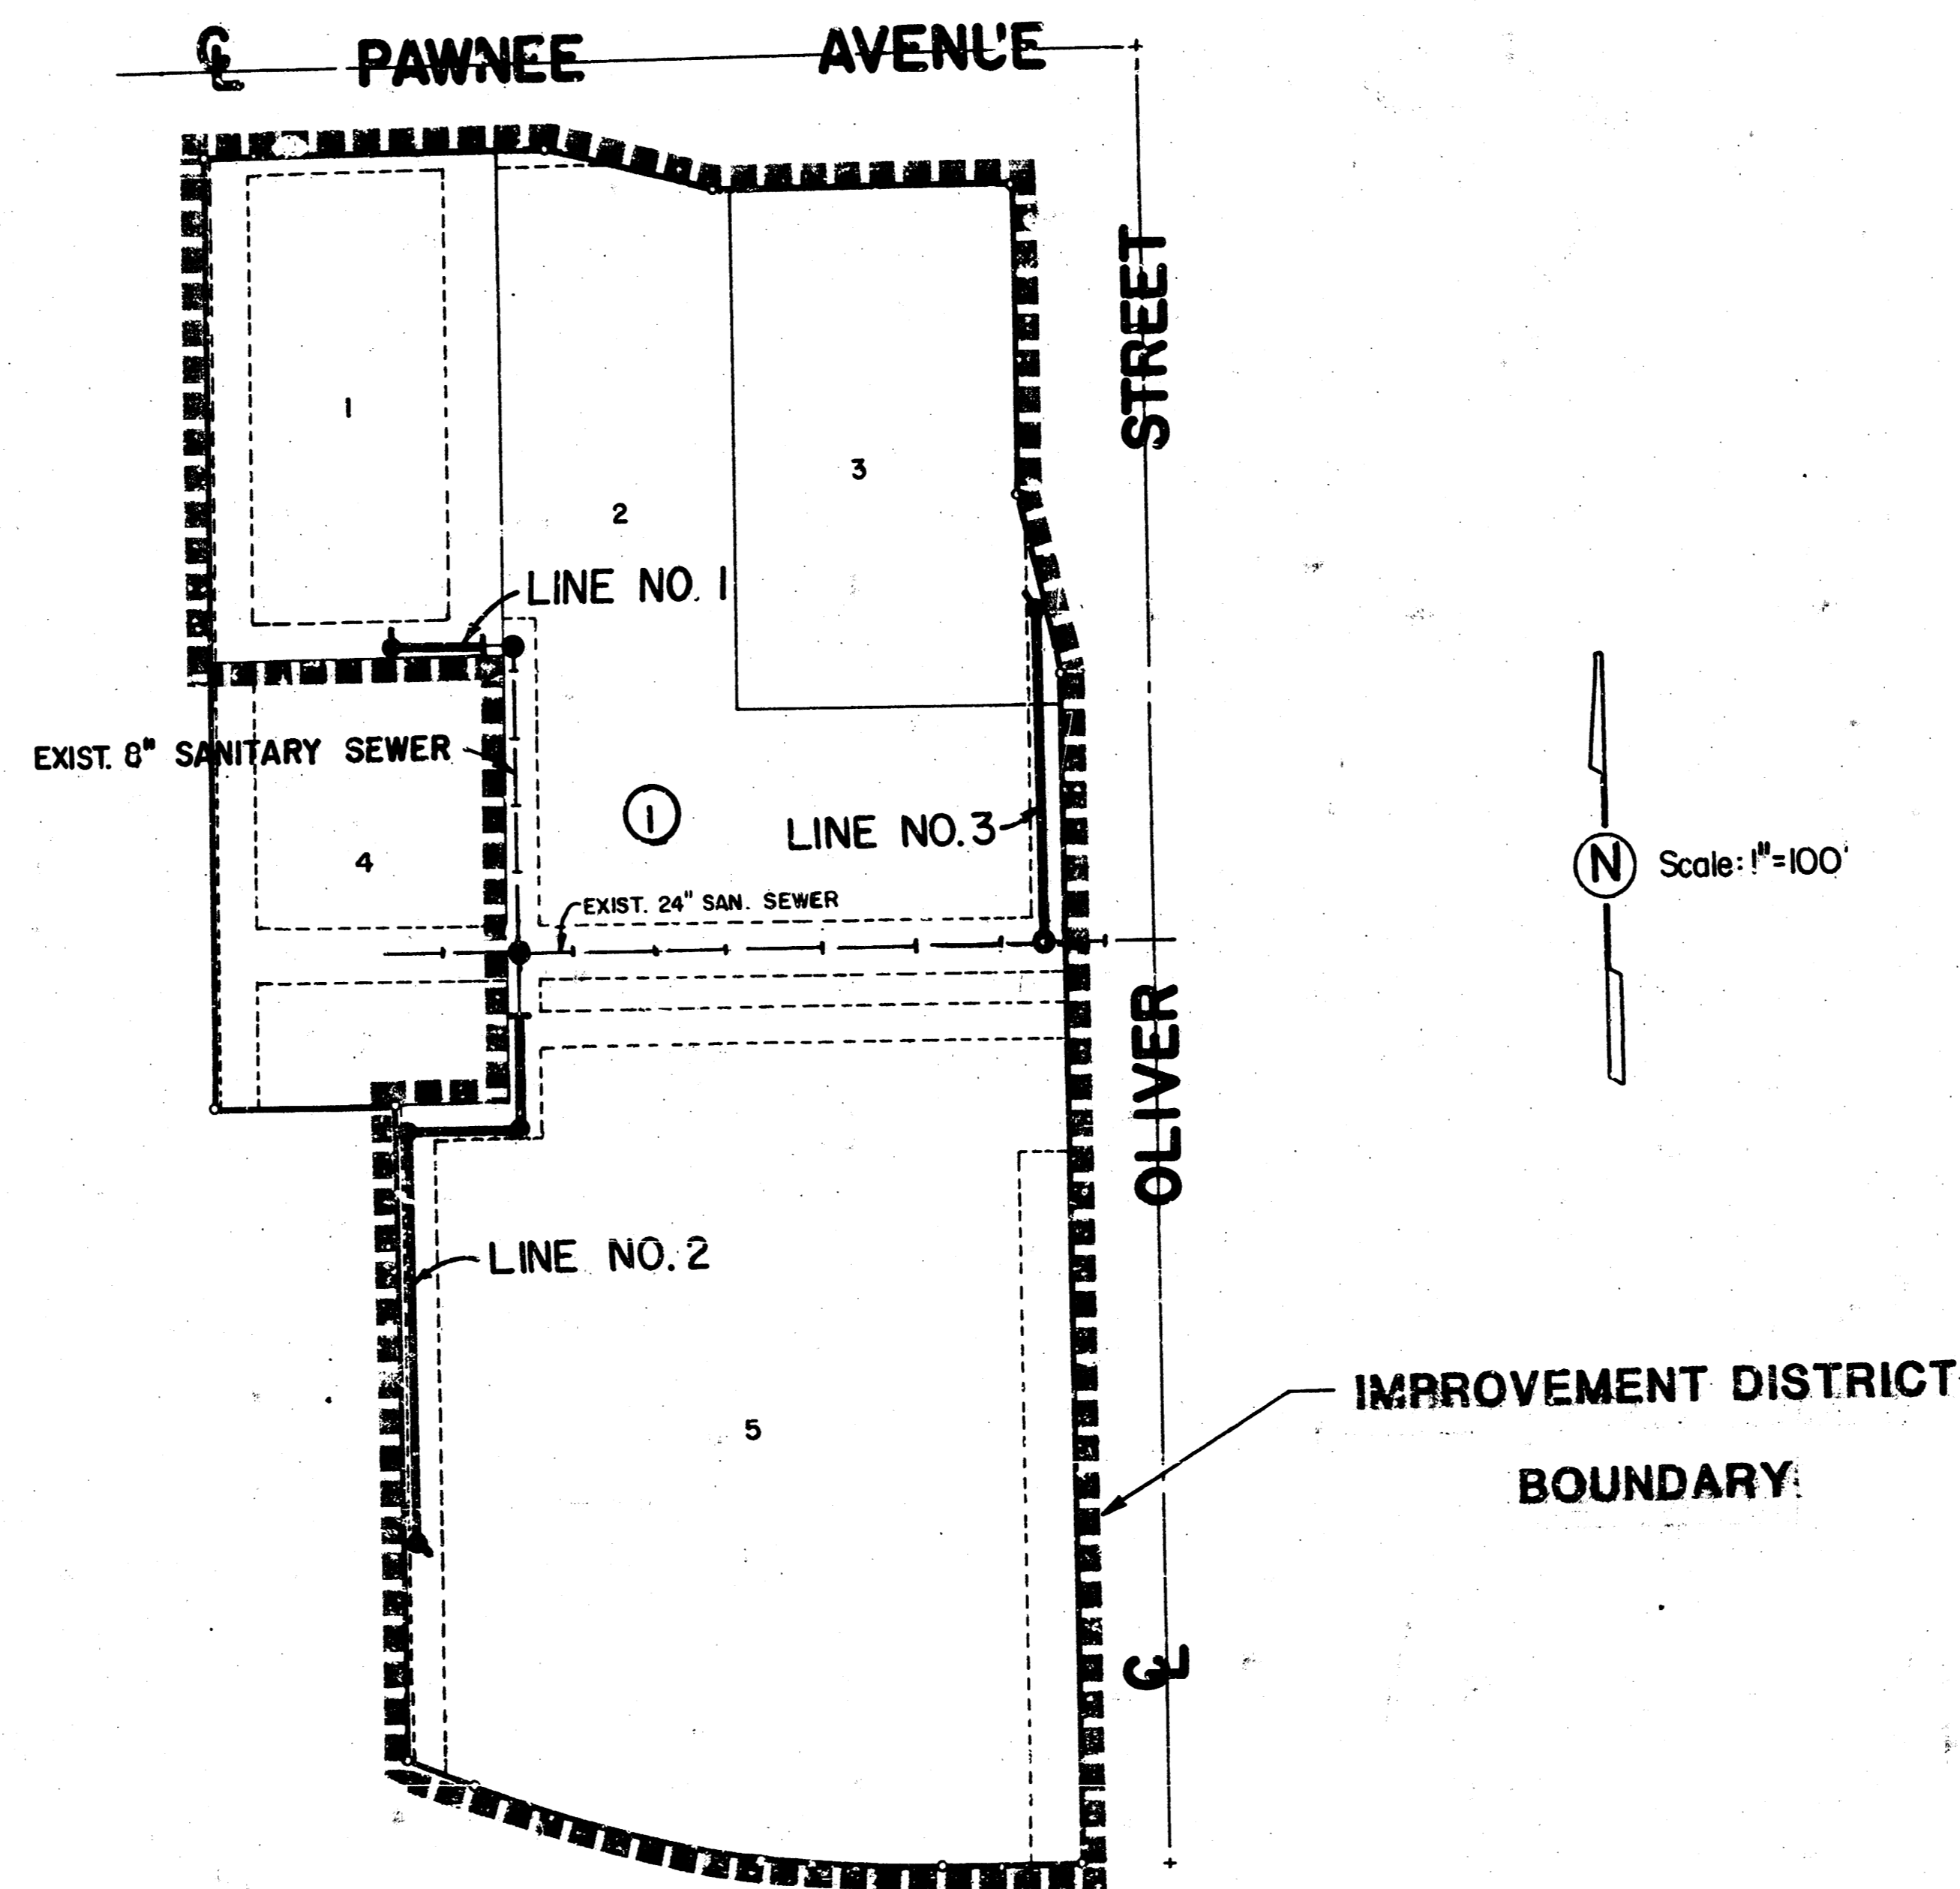 ℄ PAWNEE AVENUE
STREET
1
3
2
LINE NO. 1
EXIST. 8" SANITARY SEWER
1
LINE NO. 3
4
EXIST. 24" SAN. SEWER
N Scale: 1"=100'
OLIVER
LINE NO. 2
IMPROVEMENT DISTRICT
BOUNDARY
5
℄